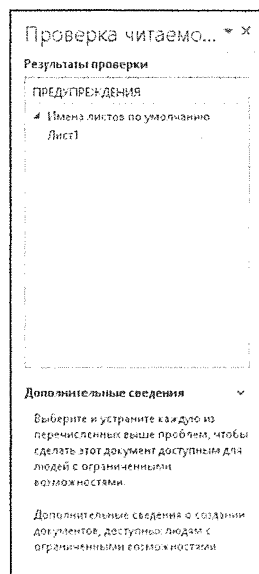 Проверка читаемо...
Результаты проверки
ПРЕДУПРЕЖДЕНИЯ
Имена листов по умолчанию
Лист1
Дополнительные сведения
Выберите и устраните каждую из
перечисленных выше проблем, чтобы
сделать этот документ доступным для
людей с ограниченными
возможностями.
Дополнительные сведения о создании
документов, доступных людям с
ограниченными возможностями